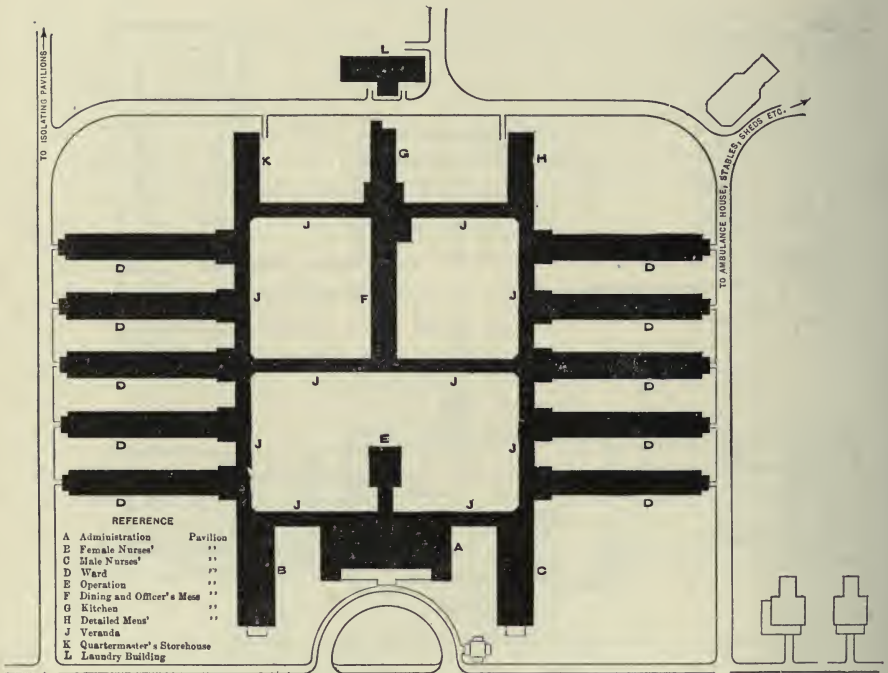 L
TO ISOLATING PAVILIONS
TO AMBULANCE HOUSE, STABLES, SHEDS ETC.
K
G
H
J
J
D
D
J
F
J
D
D
J
J
D
D
E
J
J
D
D
J
J
D
D
B
A
C
REFERENCE
A Administration Pavilion
B Female Nurses' "
C Male Nurses' "
D Ward "
E Operation "
F Dining and Officer's Mess "
G Kitchen "
H Detailed Mens' "
J Veranda
K Quartermaster's Storehouse
L Laundry Building